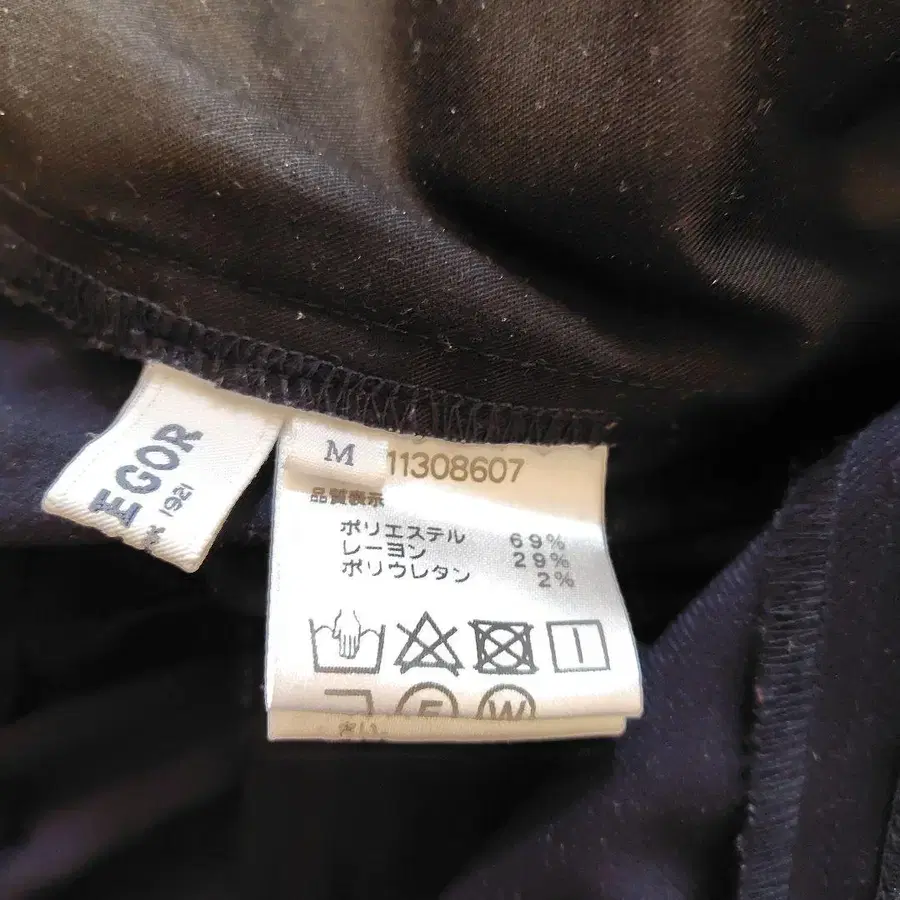 EGOR
1921
M
11308607
品質表示
ポリエステル 69%
レーヨン 29%
ポリウレタン 2%
F W